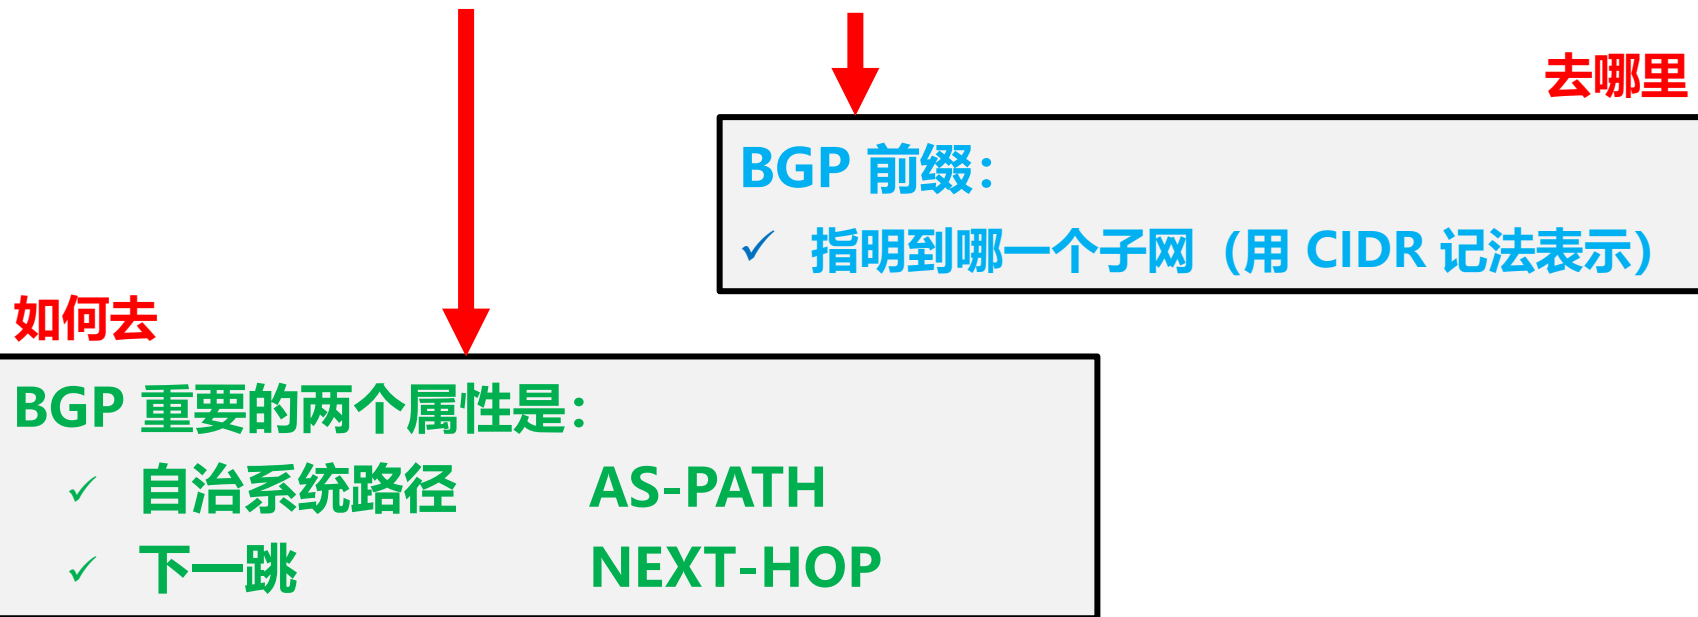 去哪里
BGP 前缀：
✓ 指明到哪一个子网（用 CIDR 记法表示）
如何去
BGP 重要的两个属性是：
✓ 自治系统路径 AS-PATH
✓ 下一跳 NEXT-HOP